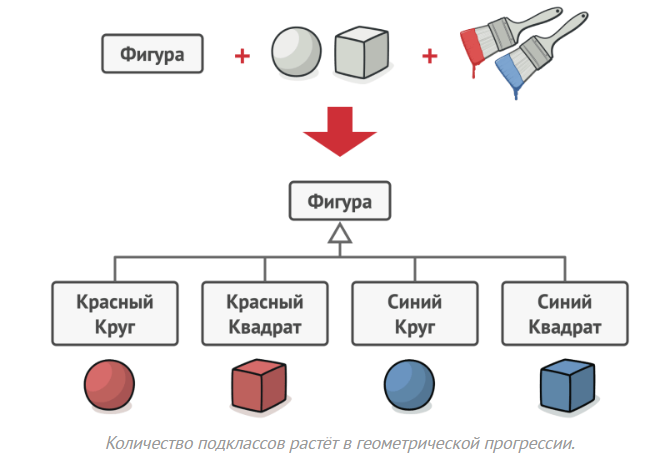 Фигура
+
+
Фигура
Красный
Круг
Красный
Квадрат
Синий
Круг
Синий
Квадрат
Количество подклассов растёт в геометрической прогрессии.